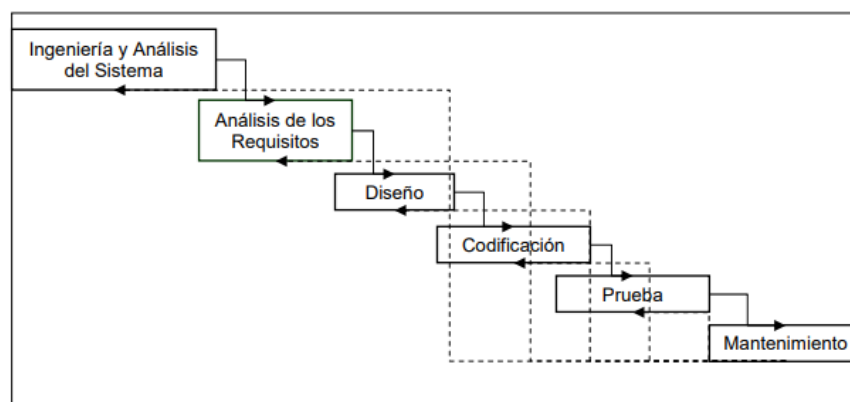 Ingeniería y Análisis
del Sistema
Análisis de los
Requisitos
Diseño
Codificación
Prueba
Mantenimiento